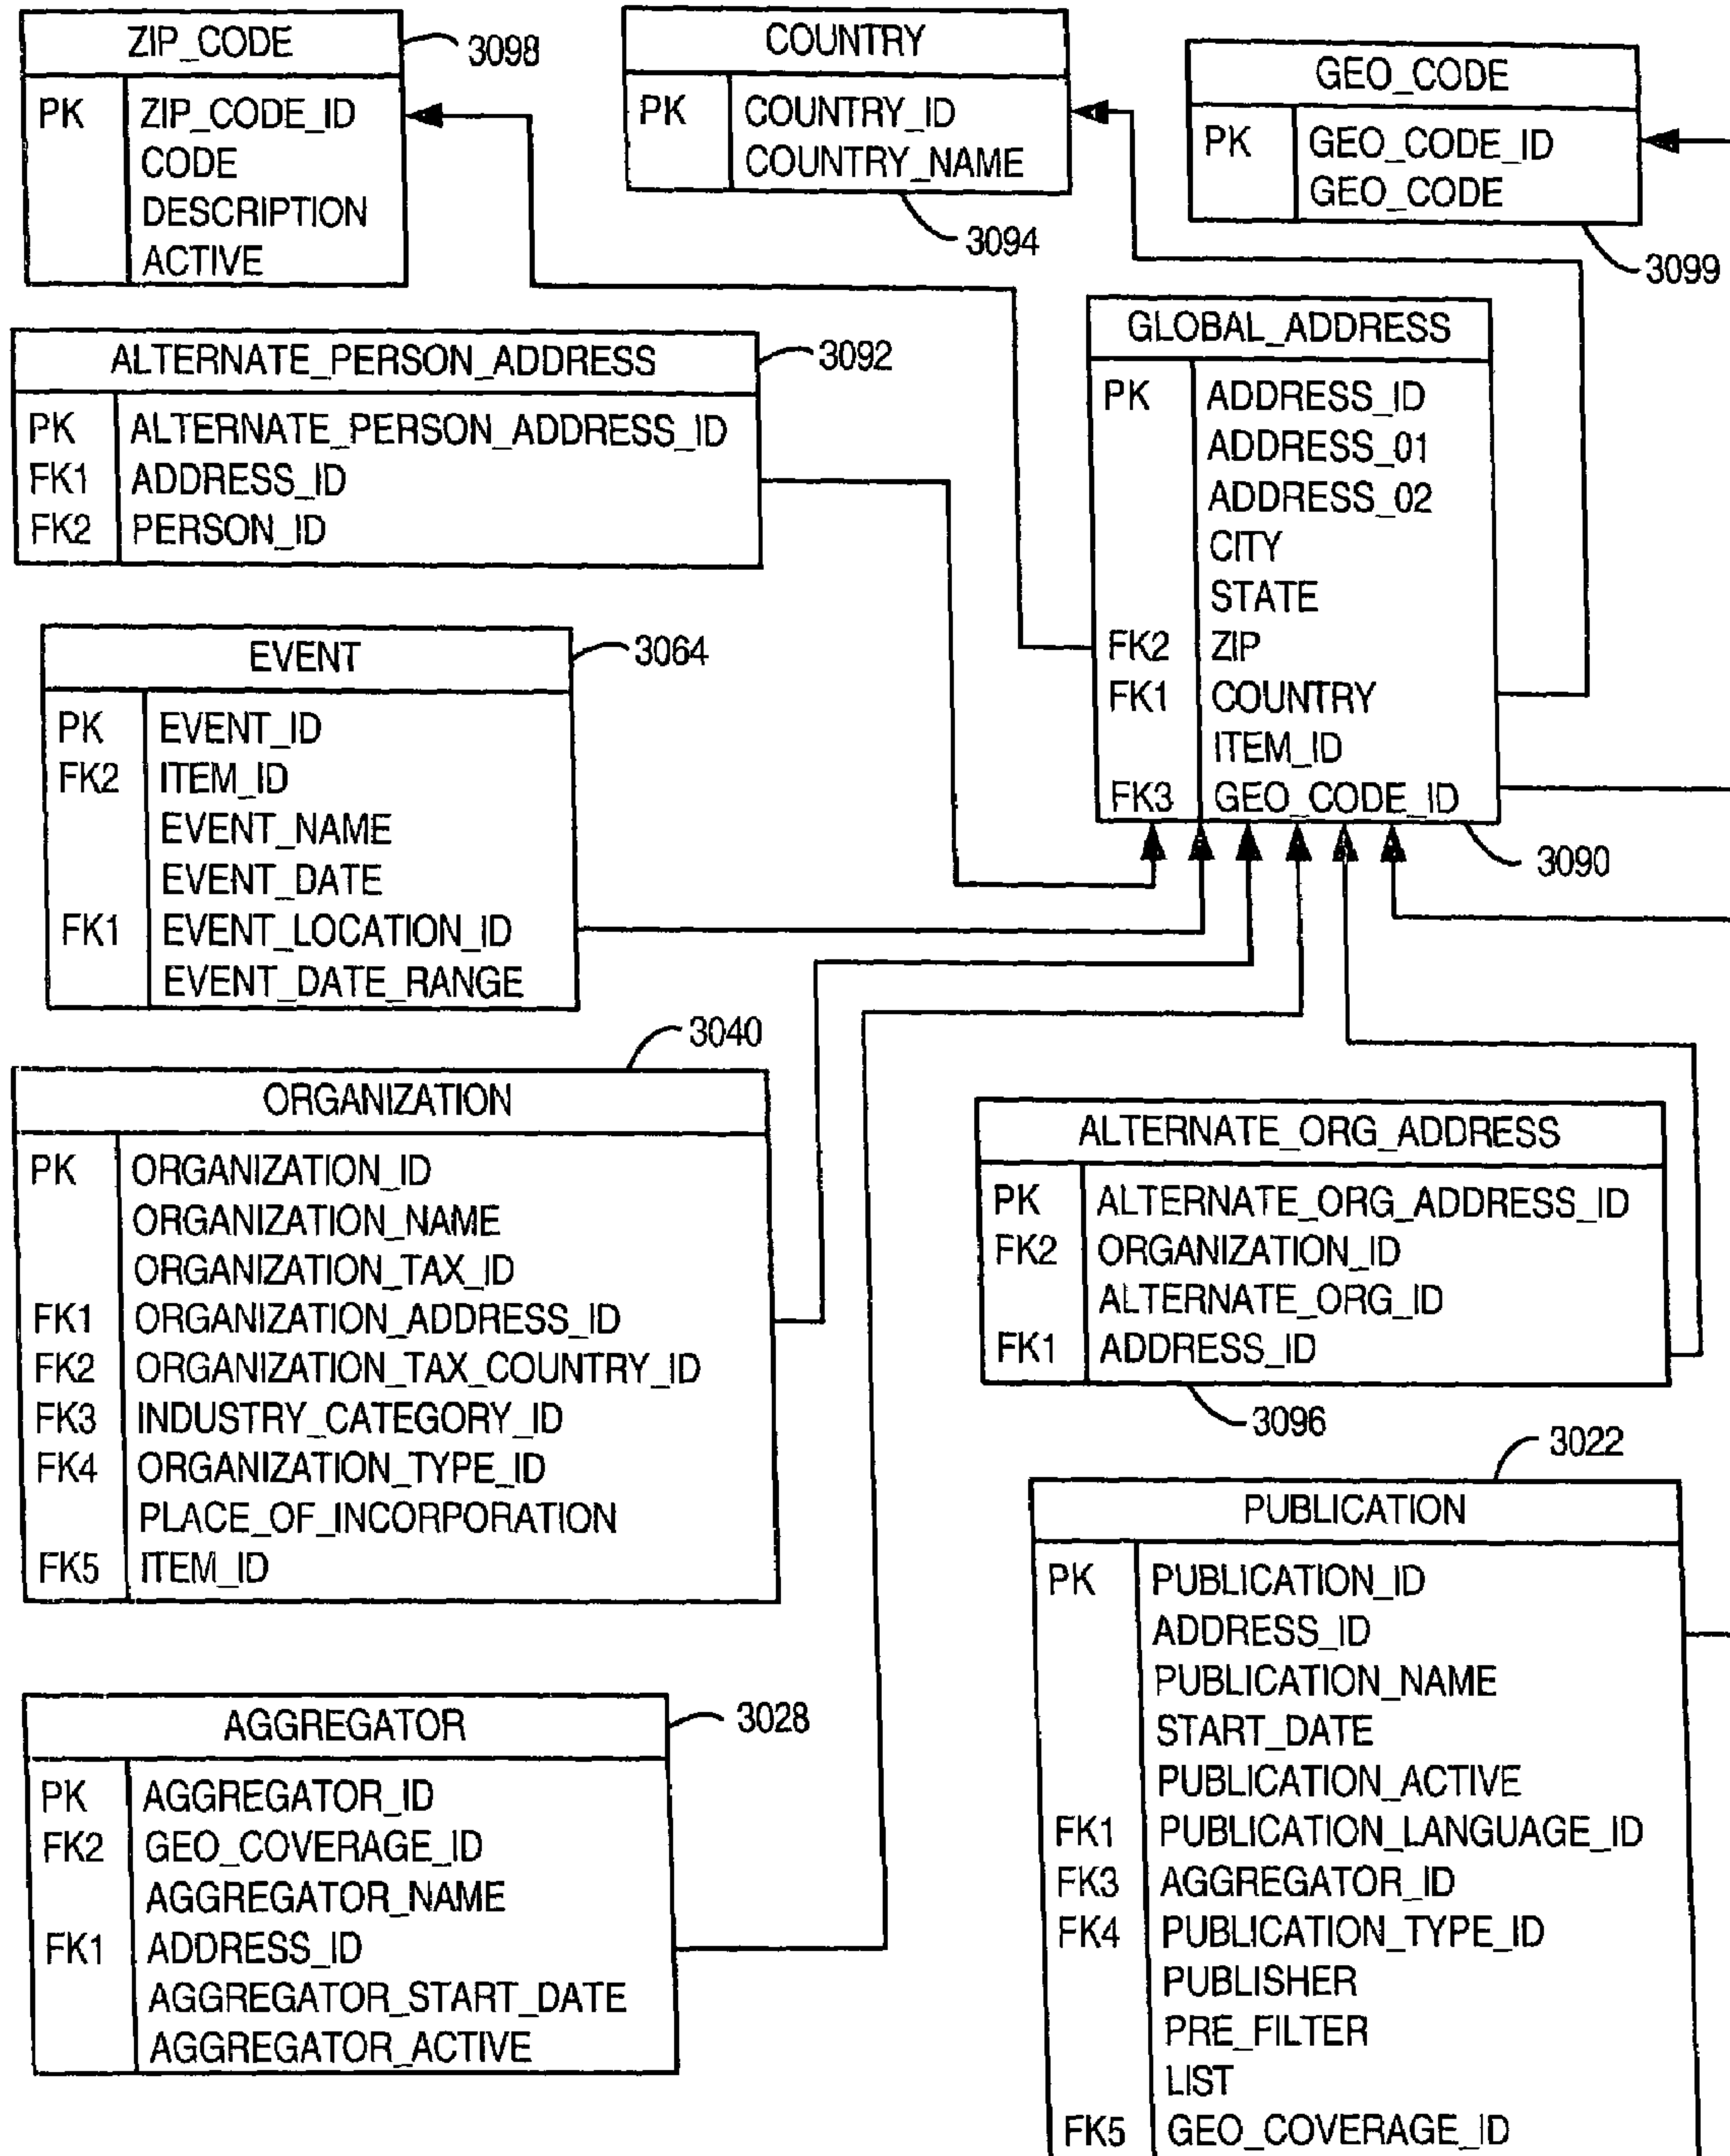 ZIP_CODE
3098
PK ZIP_CODE_ID
CODE
DESCRIPTION
ACTIVE
COUNTRY
PK COUNTRY_ID
COUNTRY_NAME
3094
GEO_CODE
PK GEO_CODE_ID
GEO_CODE
3099
ALTERNATE_PERSON_ADDRESS
3092
PK ALTERNATE_PERSON_ADDRESS_ID
FK1 ADDRESS_ID
FK2 PERSON_ID
GLOBAL_ADDRESS
PK ADDRESS_ID
ADDRESS_01
ADDRESS_02
CITY
STATE
FK2 ZIP
FK1 COUNTRY
ITEM_ID
FK3 GEO_CODE_ID
3090
EVENT
3064
PK EVENT_ID
FK2 ITEM_ID
EVENT_NAME
EVENT_DATE
FK1 EVENT_LOCATION_ID
EVENT_DATE_RANGE
3040
ORGANIZATION
PK ORGANIZATION_ID
ORGANIZATION_NAME
ORGANIZATION_TAX_ID
FK1 ORGANIZATION_ADDRESS_ID
FK2 ORGANIZATION_TAX_COUNTRY_ID
FK3 INDUSTRY_CATEGORY_ID
FK4 ORGANIZATION_TYPE_ID
PLACE_OF_INCORPORATION
FK5 ITEM_ID
ALTERNATE_ORG_ADDRESS
PK ALTERNATE_ORG_ADDRESS_ID
FK2 ORGANIZATION_ID
ALTERNATE_ORG_ID
FK1 ADDRESS_ID
3096
AGGREGATOR
3028
PK AGGREGATOR_ID
FK2 GEO_COVERAGE_ID
AGGREGATOR_NAME
FK1 ADDRESS_ID
AGGREGATOR_START_DATE
AGGREGATOR_ACTIVE
3022
PUBLICATION
PK PUBLICATION_ID
ADDRESS_ID
PUBLICATION_NAME
START_DATE
PUBLICATION_ACTIVE
FK1 PUBLICATION_LANGUAGE_ID
FK3 AGGREGATOR_ID
FK4 PUBLICATION_TYPE_ID
PUBLISHER
PRE_FILTER
LIST
FK5 GEO_COVERAGE_ID